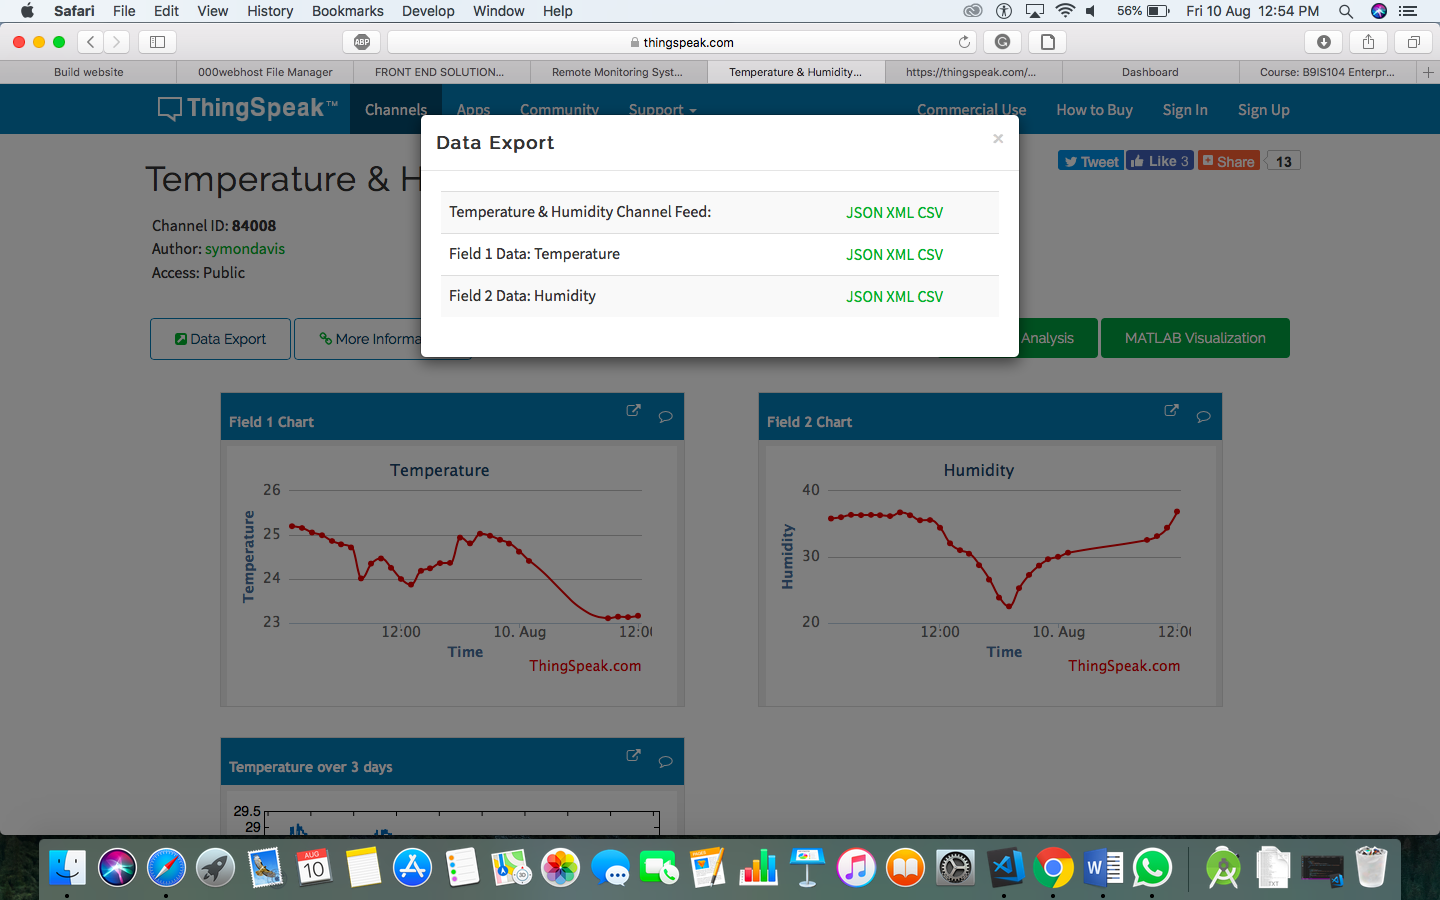 Safari File Edit View History Bookmarks Develop Window Help 56% Fri 10 Aug 12:54 PM
ABP thingspeak.com
Build website 000webhost File Manager FRONT END SOLUTION... Remote Monitoring Syst... Temperature & Humidity... https://thingspeak.com/... Dashboard Course: B9IS104 Enterpr...
ThingSpeak™ Channels Apps Community Support Commercial Use How to Buy Sign In Sign Up
Data Export ×
Tweet Like 3 Share 13
Temperature & H
Temperature & Humidity Channel Feed: JSON XML CSV
Channel ID: 84008
Author: symondavis
Field 1 Data: Temperature JSON XML CSV
Access: Public
Field 2 Data: Humidity JSON XML CSV
Data Export More Informa Analysis MATLAB Visualization
Field 1 Chart
Temperature
26
25
24
23
Temperature
12:00 10. Aug 12:0
Time
ThingSpeak.com
Field 2 Chart
Humidity
40
30
20
Humidity
12:00 10. Aug 12:0
Time
ThingSpeak.com
Temperature over 3 days
29.5
29
AUG
10
PAGES
30
W
TXT